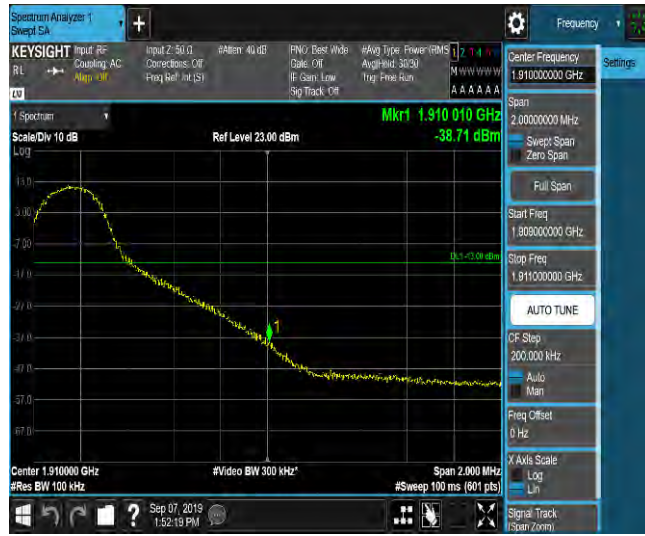 Spectrum Analyzer 1
Swept SA
Frequency
KEYSIGHT
RL
Input: RF
Coupling: AC
Align: Off
Input Z: 50 Ω
Corrections: Off
Freq Ref: Int (S)
#Atten: 40 dB
PNO: Best Wide
Gate: Off
IF Gain: Low
Sig Track: Off
#Avg Type: Power (RMS
Avg|Hold: 30/30
Trig: Free Run
M W W W W W
A A A A A A
1 Spectrum
Scale/Div 10 dB
Ref Level 23.00 dBm
Mkr1 1.910 010 GHz
-38.71 dBm
Log
13.0
3.00
-7.00
DL1 -13.00 dBm
-17.0
-27.0
-37.0
-47.0
-57.0
-67.0
1
Center 1.910000 GHz
#Video BW 300 kHz*
Span 2.000 MHz
#Res BW 100 kHz
#Sweep 100 ms (601 pts)
Sep 07, 2019
1:52:19 PM
Center Frequency
1.910000000 GHz
Settings
Span
2.00000000 MHz
Swept Span
Zero Span
Full Span
Start Freq
1.909000000 GHz
Stop Freq
1.911000000 GHz
AUTO TUNE
CF Step
200.000 kHz
Auto
Man
Freq Offset
0 Hz
X Axis Scale
Log
Lin
Signal Track
(Span Zoom)